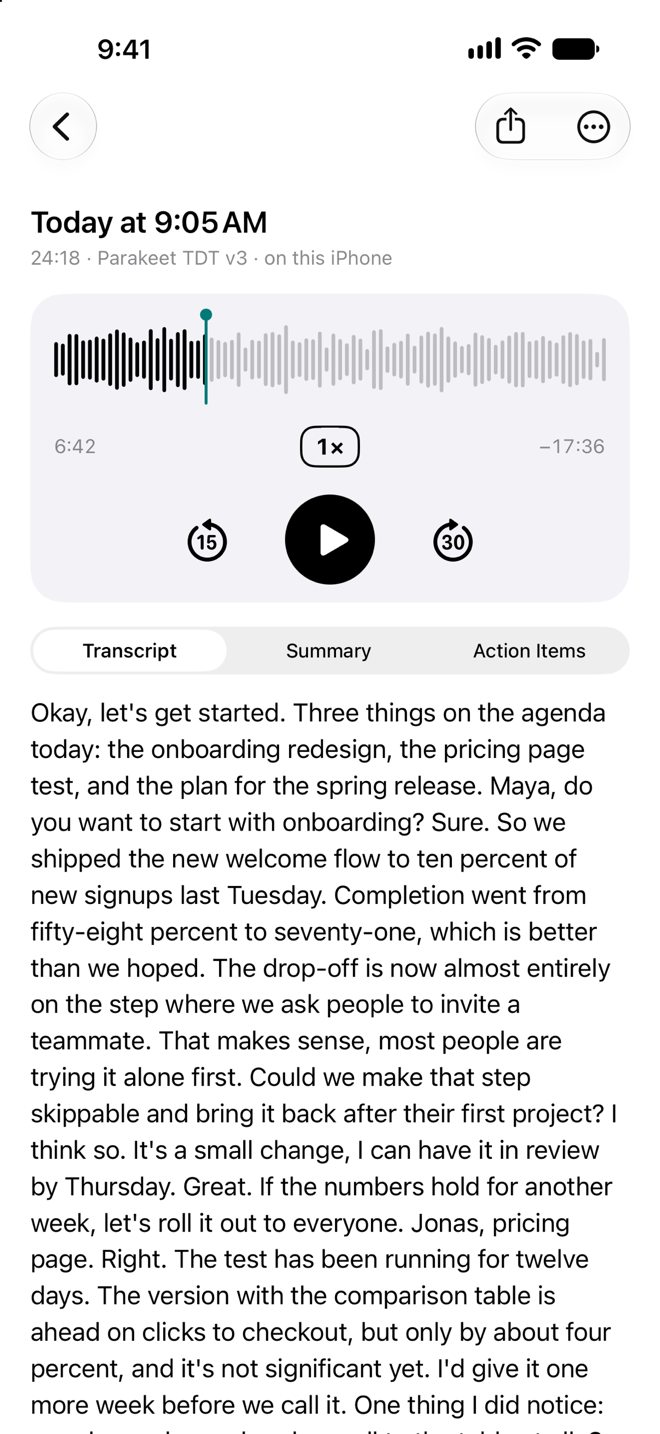 9:41
Today at 9:05 AM
24:18 · Parakeet TDT v3 · on this iPhone
6:42
1×
−17:36
15
30
Transcript
Summary
Action Items
Okay, let's get started. Three things on the agenda
today: the onboarding redesign, the pricing page
test, and the plan for the spring release. Maya, do
you want to start with onboarding? Sure. So we
shipped the new welcome flow to ten percent of
new signups last Tuesday. Completion went from
fifty-eight percent to seventy-one, which is better
than we hoped. The drop-off is now almost entirely
on the step where we ask people to invite a
teammate. That makes sense, most people are
trying it alone first. Could we make that step
skippable and bring it back after their first project? I
think so. It's a small change, I can have it in review
by Thursday. Great. If the numbers hold for another
week, let's roll it out to everyone. Jonas, pricing
page. Right. The test has been running for twelve
days. The version with the comparison table is
ahead on clicks to checkout, but only by about four
percent, and it's not significant yet. I'd give it one
more week before we call it. One thing I did notice: